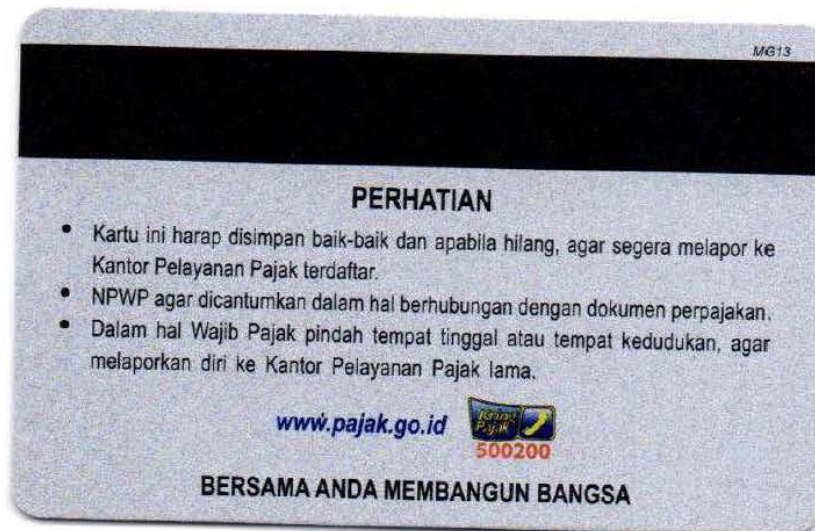 MG13
PERHATIAN
• Kartu ini harap disimpan baik-baik dan apabila hilang, agar segera melapor ke
Kantor Pelayanan Pajak terdaftar.
• NPWP agar dicantumkan dalam hal berhubungan dengan dokumen perpajakan.
• Dalam hal Wajib Pajak pindah tempat tinggal atau tempat kedudukan, agar
melaporkan diri ke Kantor Pelayanan Pajak lama.
www.pajak.go.id
Kring
Pajak
500200
BERSAMA ANDA MEMBANGUN BANGSA